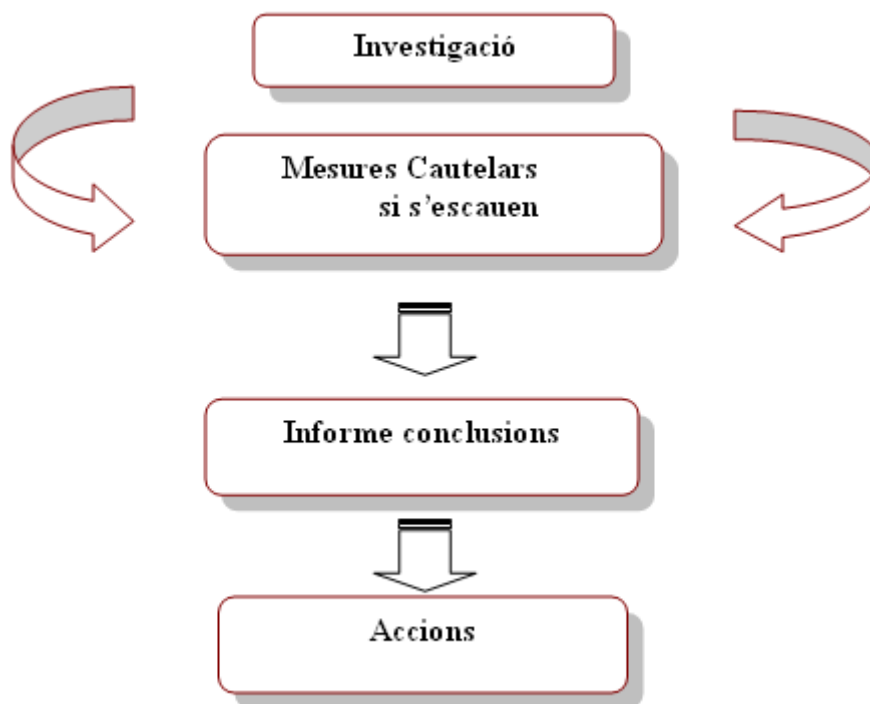 Investigació
Mesures Cautelars
si s’escauen
Informe conclusions
Accions